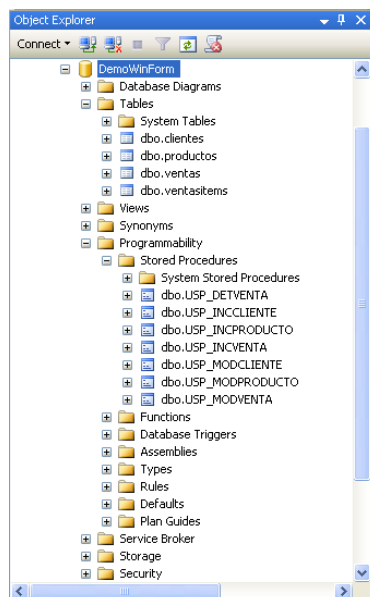 Object Explorer
Connect
DemoWinForm
Database Diagrams
Tables
System Tables
dbo.clientes
dbo.productos
dbo.ventas
dbo.ventasitems
Views
Synonyms
Programmability
Stored Procedures
System Stored Procedures
dbo.USP_DETVENTA
dbo.USP_INCCLIENTE
dbo.USP_INCPRODUCTO
dbo.USP_INCVENTA
dbo.USP_MODCLIENTE
dbo.USP_MODPRODUCTO
dbo.USP_MODVENTA
Functions
Database Triggers
Assemblies
Types
Rules
Defaults
Plan Guides
Service Broker
Storage
Security